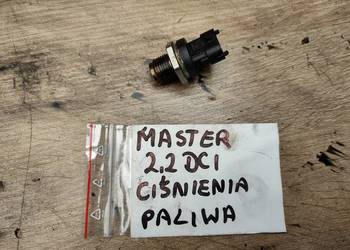 MASTER
2,2 DCI
CIŚNIENIA
PALIWA